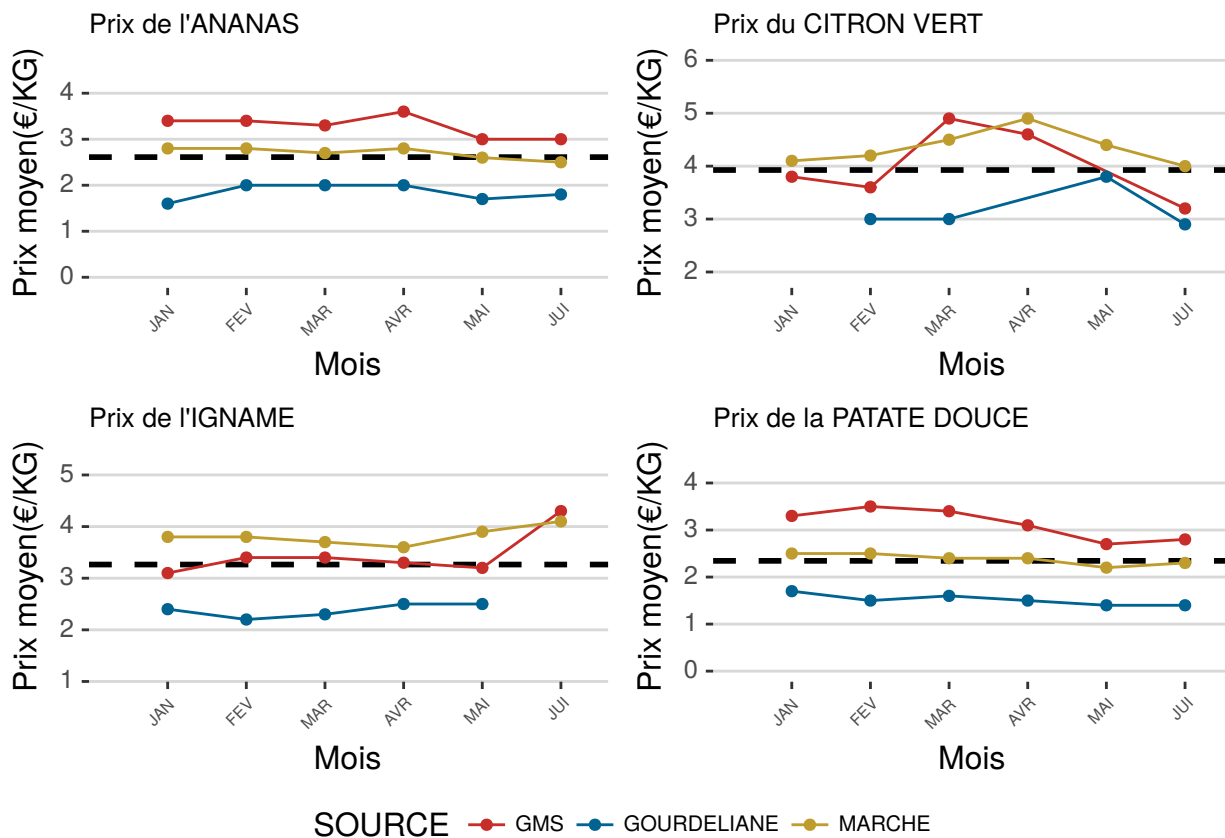 Prix de l'ANANAS
Prix moyen(€/KG)
4
3
2
1
0
JAN FEV MAR AVR MAI JUI
Mois
Prix du CITRON VERT
Prix moyen(€/KG)
6
5
4
3
2
JAN FEV MAR AVR MAI JUI
Mois
Prix de l'IGNAME
Prix moyen(€/KG)
5
4
3
2
1
JAN FEV MAR AVR MAI JUI
Mois
Prix de la PATATE DOUCE
Prix moyen(€/KG)
4
3
2
1
0
JAN FEV MAR AVR MAI JUI
Mois
SOURCE GMS GOURDELIANE MARCHE